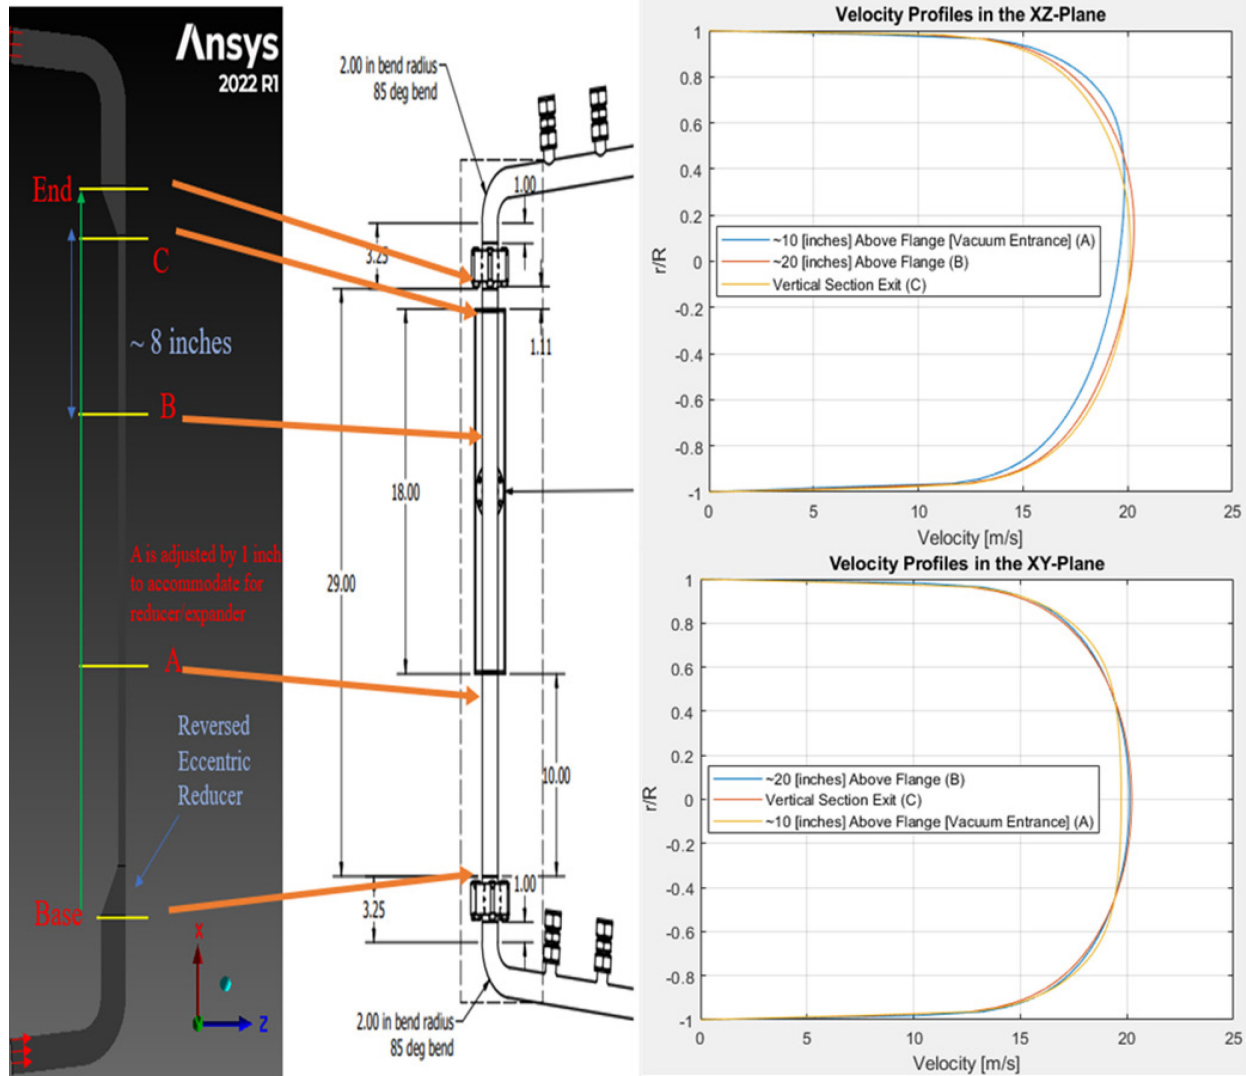 Ansys
2022 R1
End
C
~ 8 inches
B
A is adjusted by 1 inch
to accommodate for
reducer/expander
A
Reversed
Eccentric
Reducer
Base
X
Z
2.00 in bend radius
85 deg bend
1.00
3.25
1.11
18.00
29.00
10.00
1.00
3.25
2.00 in bend radius
85 deg bend
Velocity Profiles in the XZ-Plane
1
0.8
0.6
0.4
0.2
0
-0.2
-0.4
-0.6
-0.8
-1
r/R
~10 [inches] Above Flange [Vacuum Entrance] (A)
~20 [inches] Above Flange (B)
Vertical Section Exit (C)
0 5 10 15 20 25
Velocity [m/s]
Velocity Profiles in the XY-Plane
1
0.8
0.6
0.4
0.2
0
-0.2
-0.4
-0.6
-0.8
-1
r/R
~20 [inches] Above Flange (B)
Vertical Section Exit (C)
~10 [inches] Above Flange [Vacuum Entrance] (A)
0 5 10 15 20 25
Velocity [m/s]